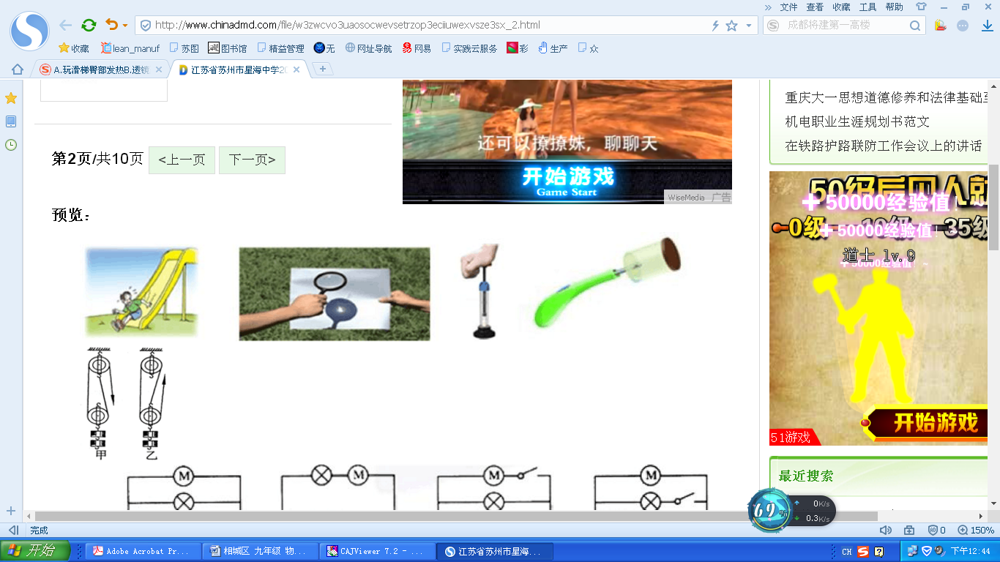 » 文件 查看 收藏 工具 帮助
http://www.chinadmd.com/file/w3zwcvo3uaosocwevsetrzop3eciiuwexvsze3sx_2.html
成都将建第一高楼
收藏 lean_manuf 苏图 图书馆 精益管理 无 网址导航 网易 实践云服务 彩 生产 众
A.玩滑梯臀部发热B.透镜
江苏省苏州市星海中学20
重庆大一思想道德修养和法律基础至
机电职业生涯规划书范文
在铁路护路联防工作会议上的讲话
还可以撩撩妹，聊聊天
开始游戏
Game Start
WiseMedia 广告
第2页/共10页 <上一页 下一页>
预览：
50级后见人就
+ 50000经验值! ~
0级 10级 35级
+ 50000经验值!
道士 lv.9
+ 50000经验值! ~
甲 乙
M M M M
开始游戏
51游戏
最近搜索
69%
0K/s
0.3K/s
完成
0 150%
开始 Adobe Acrobat Pr... 相城区 九年级 物... CAJViewer 7.2 - ... 江苏省苏州市星海... CH 下午12:44